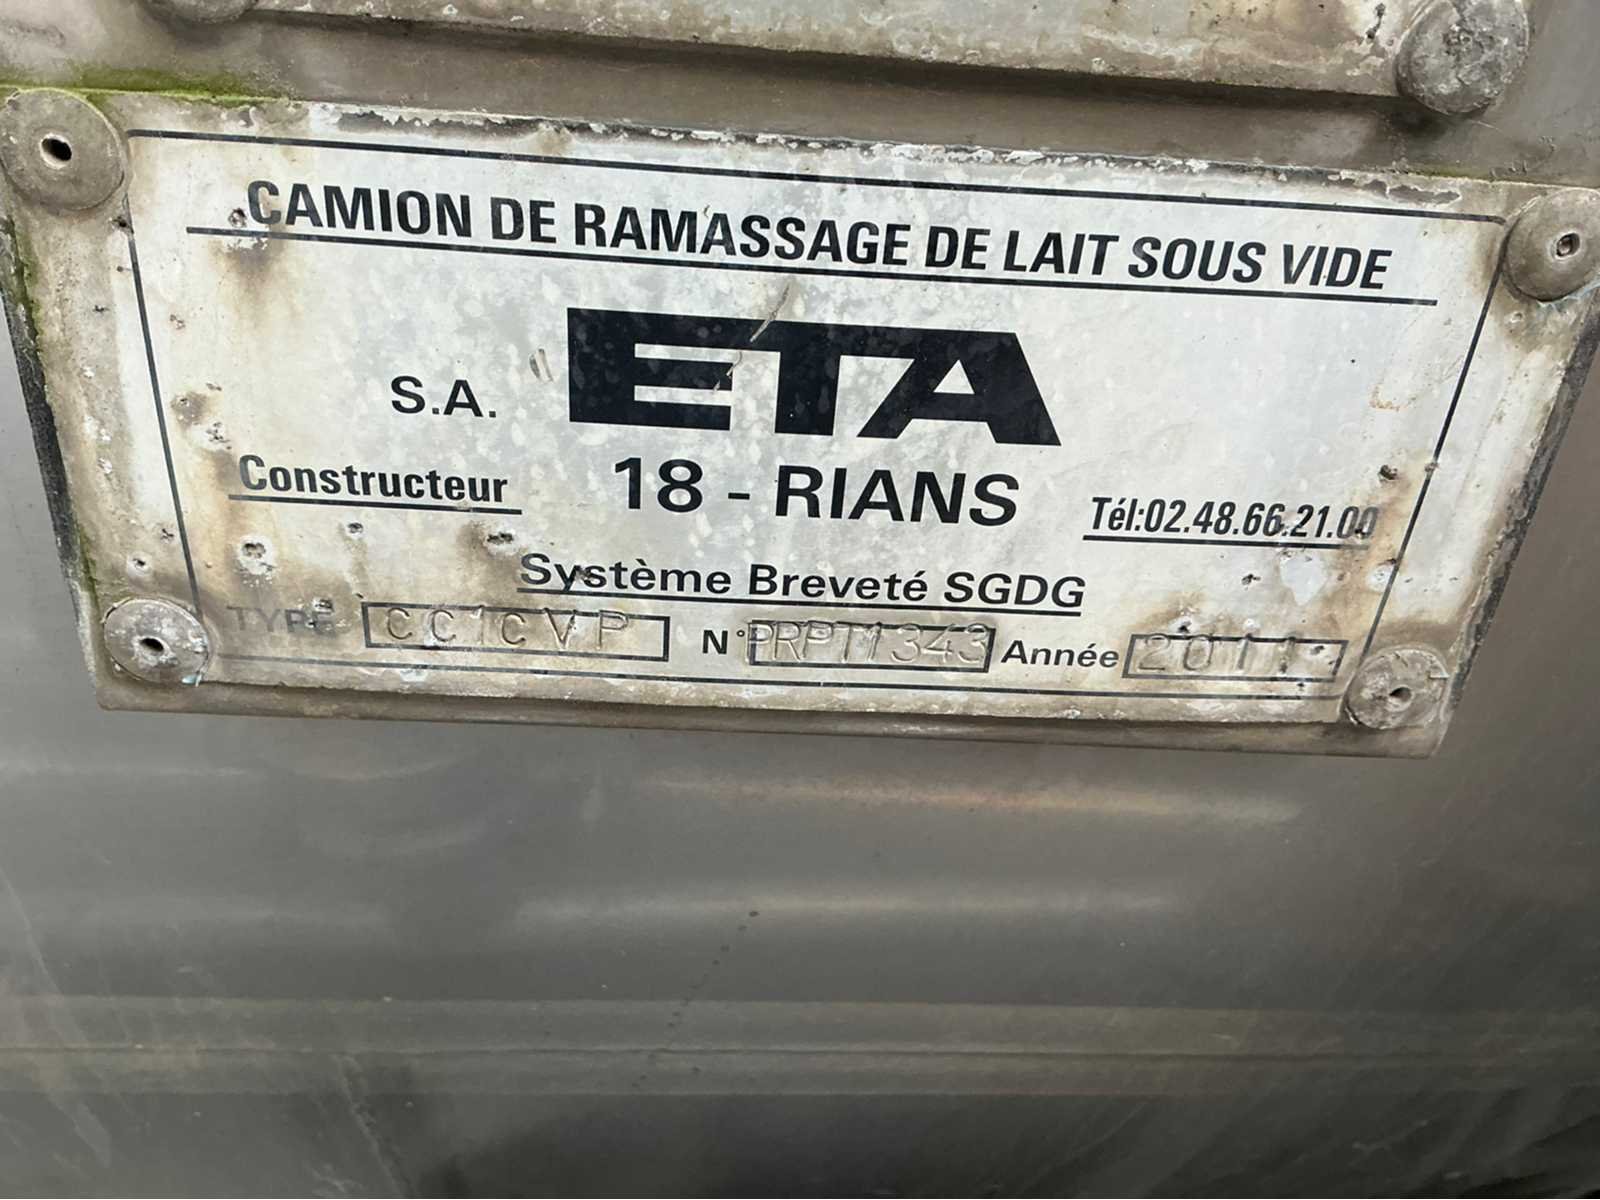 CAMION DE RAMASSAGE DE LAIT SOUS VIDE
S.A. ETA
Constructeur 18 - RIANS Tél:02.48.66.21.00
Système Breveté SGDG
TYPE CC1CVP N° PRPT1343 Année 2011